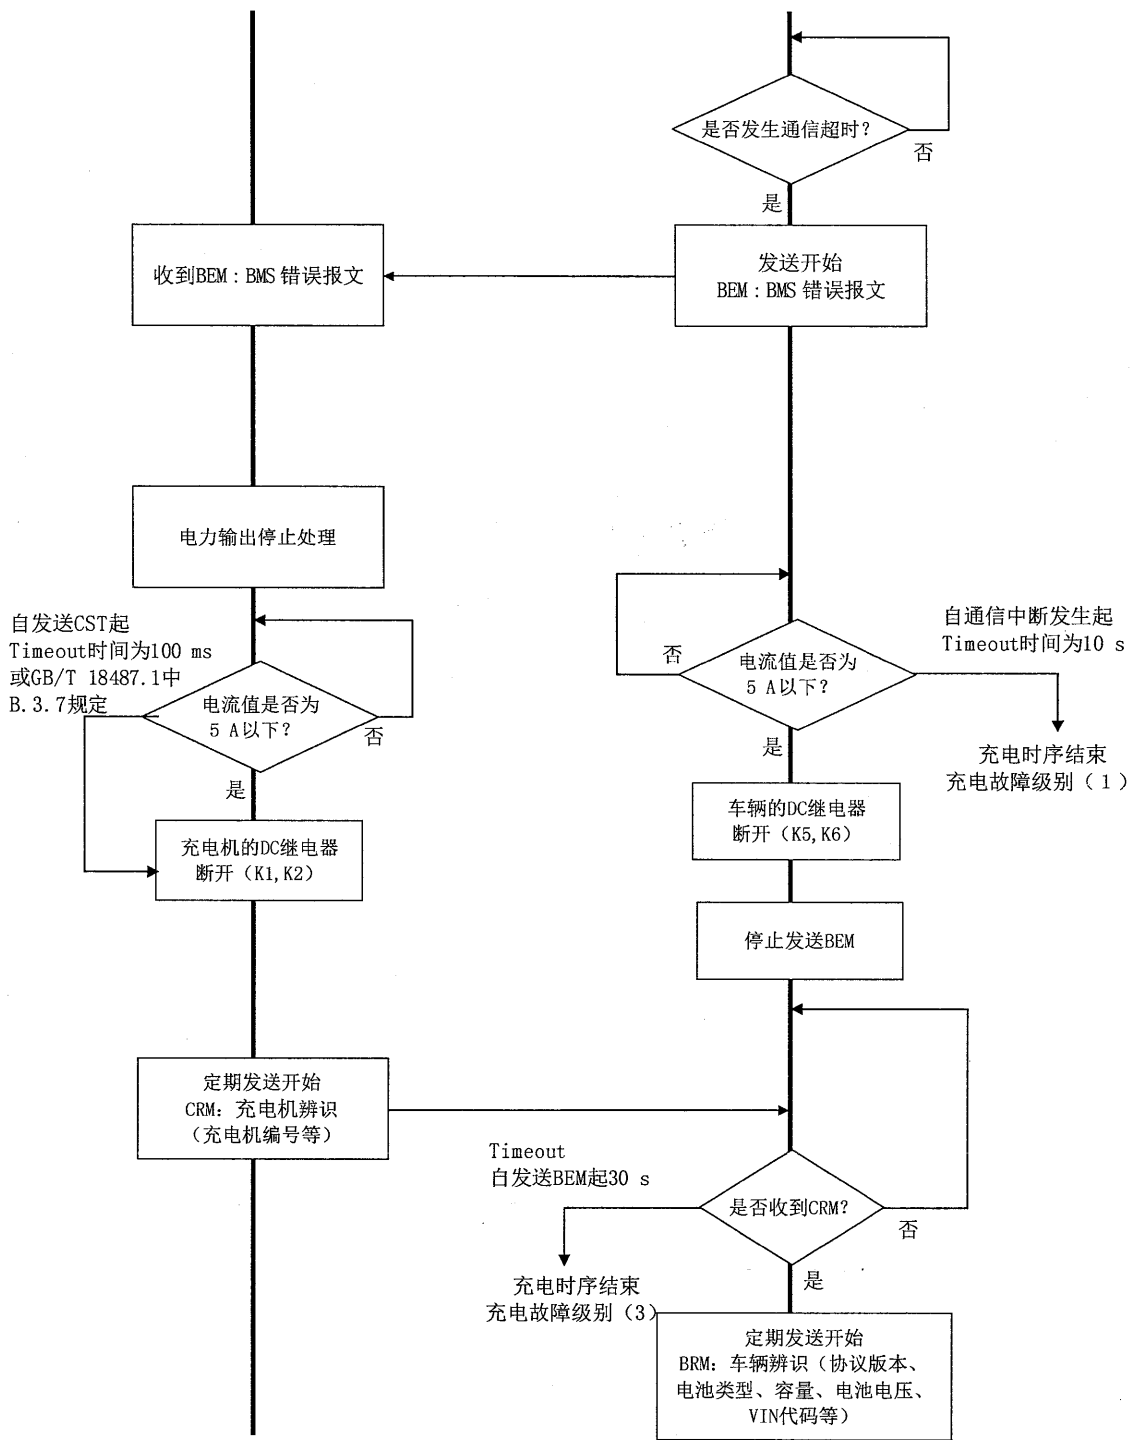 是否发生通信超时?
否
是
收到BEM:BMS 错误报文
发送开始
BEM:BMS 错误报文
电力输出停止处理
自发送CST起
Timeout时间为100 ms
或GB/T 18487.1中
B.3.7规定
电流值是否为
5 A以下?
否
是
充电机的DC继电器
断开(K1,K2)
自通信中断发生起
Timeout时间为10 s
否
电流值是否为
5 A以下?
是
充电时序结束
充电故障级别(1)
车辆的DC继电器
断开(K5,K6)
停止发送BEM
定期发送开始
CRM:充电机辨识
(充电机编号等)
Timeout
自发送BEM起30 s
是否收到CRM?
否
是
充电时序结束
充电故障级别(3)
定期发送开始
BRM:车辆辨识(协议版本、
电池类型、容量、电池电压、
VIN代码等)